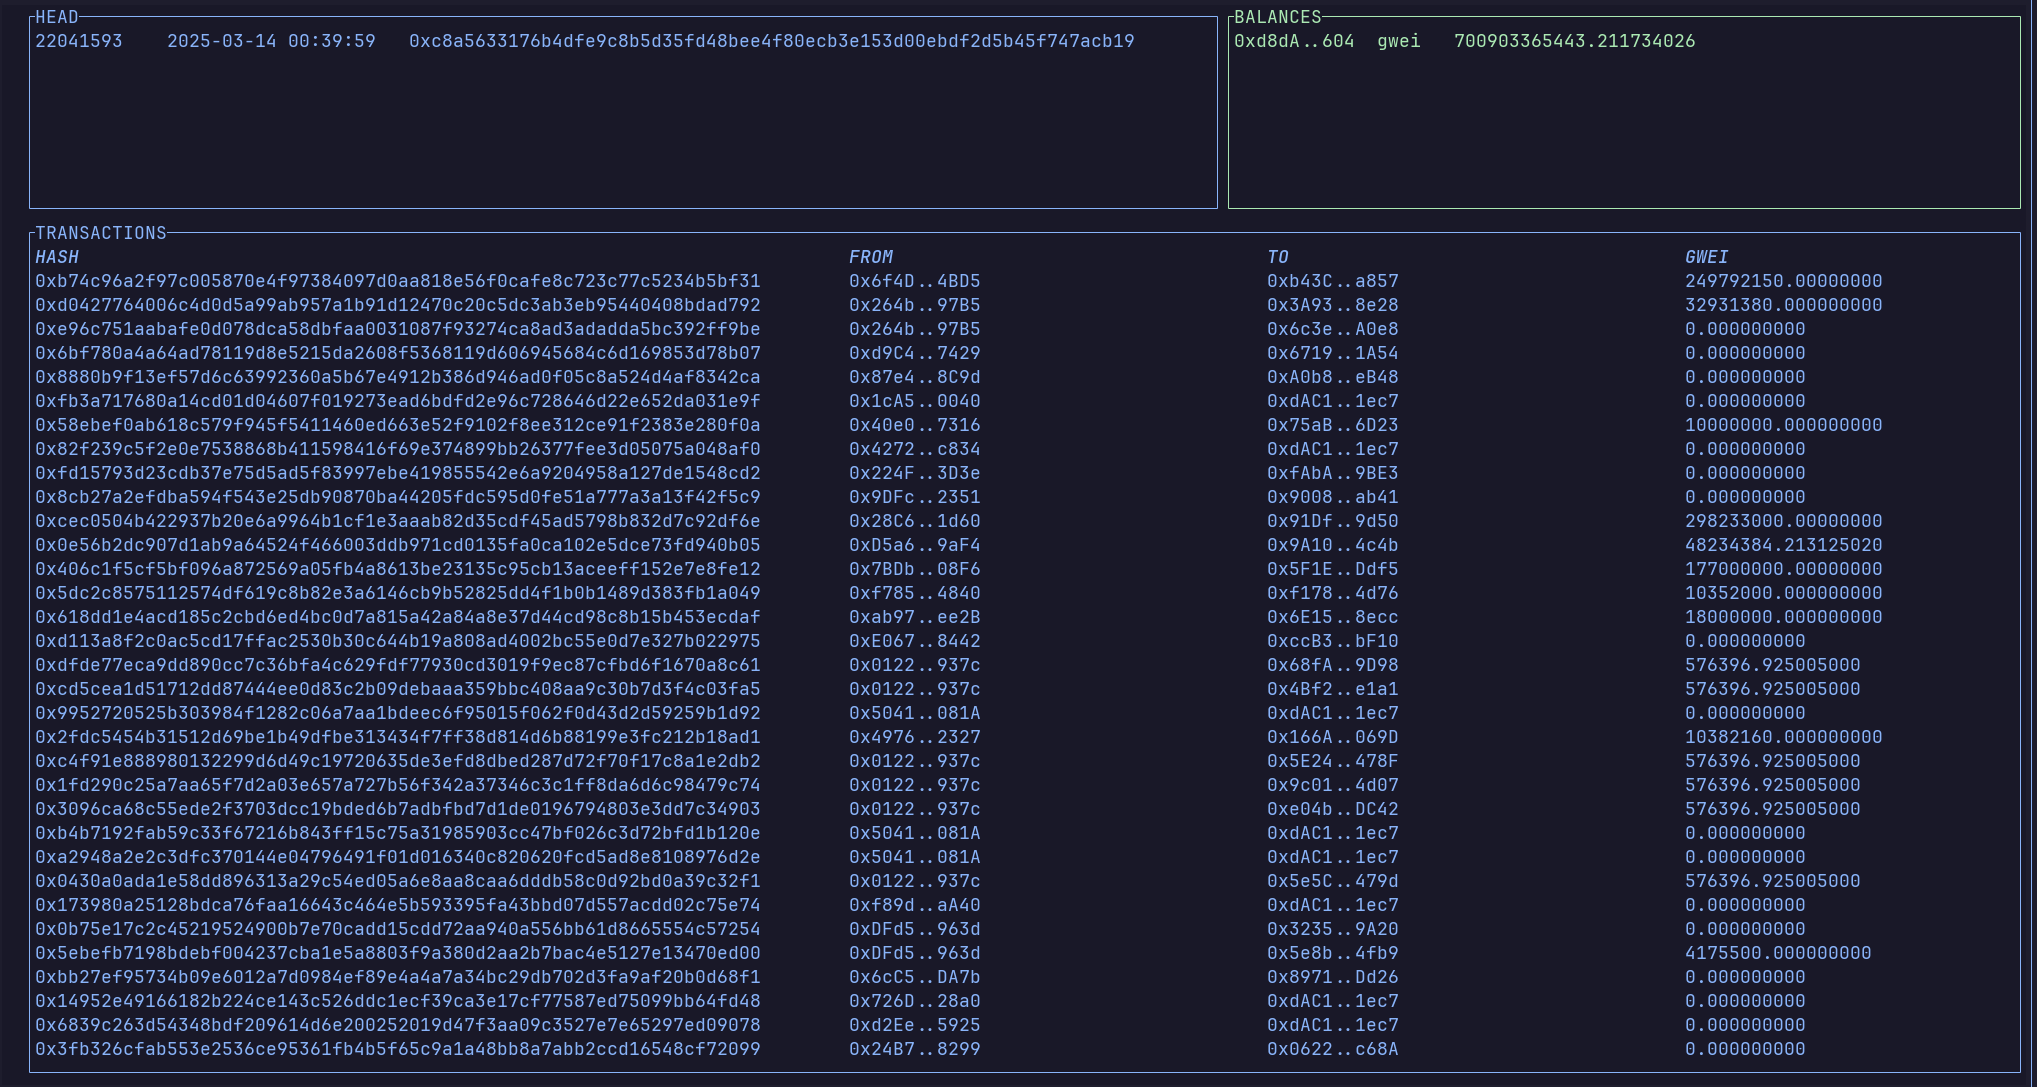 HEAD
22041593 2025-03-14 00:39:59 0xc8a5633176b4dfe9c8b5d35fd48bee4f80ecb3e153d00ebdf2d5b45f747acb19
BALANCES
0xd8dA..604 gwei 700903365443.211734026
TRANSACTIONS
HASH FROM TO GWEI
0xb74c96a2f97c005870e4f97384097d0aa818e56f0cafe8c723c77c5234b5bf31 0x6f4D..4BD5 0xb43C..a857 249792150.00000000
0xd0427764006c4d0d5a99ab957a1b91d12470c20c5dc3ab3eb95440408bdad792 0x264b..97B5 0x3A93..8e28 32931380.000000000
0xe96c751aabafe0d078dca58dbfaa0031087f93274ca8ad3adadda5bc392ff9be 0x264b..97B5 0x6c3e..A0e8 0.000000000
0x6bf780a4a64ad78119d8e5215da2608f5368119d606945684c6d169853d78b07 0xd9C4..7429 0x6719..1A54 0.000000000
0x8880b9f13ef57d6c63992360a5b67e4912b386d946ad0f05c8a524d4af8342ca 0x87e4..8C9d 0xA0b8..eB48 0.000000000
0xfb3a717680a14cd01d04607f019273ead6bdfd2e96c728646d22e652da031e9f 0x1cA5..0040 0xdAC1..1ec7 0.000000000
0x58ebef0ab618c579f945f5411460ed663e52f9102f8ee312ce91f2383e280f0a 0x40e0..7316 0x75aB..6D23 10000000.000000000
0x82f239c5f2e0e7538868b411598416f69e374899bb26377fee3d05075a048af0 0x4272..c834 0xdAC1..1ec7 0.000000000
0xfd15793d23cdb37e75d5ad5f83997ebe419855542e6a9204958a127de1548cd2 0x224F..3D3e 0xfAbA..9BE3 0.000000000
0x8cb27a2efdba594f543e25db90870ba44205fdc595d0fe51a777a3a13f42f5c9 0x9DFc..2351 0x9008..ab41 0.000000000
0xcec0504b422937b20e6a9964b1cf1e3aaab82d35cdf45ad5798b832d7c92df6e 0x28C6..1d60 0x91Df..9d50 298233000.00000000
0x0e56b2dc907d1ab9a64524f466003ddb971cd0135fa0ca102e5dce73fd940b05 0xD5a6..9aF4 0x9A10..4c4b 48234384.213125020
0x406c1f5cf5bf096a872569a05fb4a8613be23135c95cb13aceeff152e7e8fe12 0x7BDb..08F6 0x5F1E..Ddf5 177000000.00000000
0x5dc2c8575112574df619c8b82e3a6146cb9b52825dd4f1b0b1489d383fb1a049 0xf785..4840 0xf178..4d76 10352000.000000000
0x618dd1e4acd185c2cbd6ed4bc0d7a815a42a84a8e37d44cd98c8b15b453ecdaf 0xab97..ee2B 0x6E15..8ecc 18000000.000000000
0xd113a8f2c0ac5cd17ffac2530b30c644b19a808ad4002bc55e0d7e327b022975 0xE067..8442 0xccB3..bF10 0.000000000
0xdfde77eca9dd890cc7c36bfa4c629fdf77930cd3019f9ec87cfbd6f1670a8c61 0x0122..937c 0x68fA..9D98 576396.925005000
0xcd5cea1d51712dd87444ee0d83c2b09debaaa359bbc408aa9c30b7d3f4c03fa5 0x0122..937c 0x4Bf2..e1a1 576396.925005000
0x9952720525b303984f1282c06a7aa1bdeec6f95015f062f0d43d2d59259b1d92 0x5041..081A 0xdAC1..1ec7 0.000000000
0x2fdc5454b31512d69be1b49dfbe313434f7ff38d814d6b88199e3fc212b18ad1 0x4976..2327 0x166A..069D 10382160.000000000
0xc4f91e888980132299d6d49c19720635de3efd8dbed287d72f70f17c8a1e2db2 0x0122..937c 0x5E24..478F 576396.925005000
0x1fd290c25a7aa65f7d2a03e657a727b56f342a37346c3c1ff8da6d6c98479c74 0x0122..937c 0x9c01..4d07 576396.925005000
0x3096ca68c55ede2f3703dcc19bded6b7adbfbd7d1de0196794803e3dd7c34903 0x0122..937c 0xe04b..DC42 576396.925005000
0xb4b7192fab59c33f67216b843ff15c75a31985903cc47bf026c3d72bfd1b120e 0x5041..081A 0xdAC1..1ec7 0.000000000
0xa2948a2e2c3dfc370144e04796491f01d016340c820620fcd5ad8e8108976d2e 0x5041..081A 0xdAC1..1ec7 0.000000000
0x0430a0ada1e58dd896313a29c54ed05a6e8aa8caa6dddb58c0d92bd0a39c32f1 0x0122..937c 0x5e5C..479d 576396.925005000
0x173980a25128bdca76faa16643c464e5b593395fa43bbd07d557acdd02c75e74 0xf89d..aA40 0xdAC1..1ec7 0.000000000
0x0b75e17c2c45219524900b7e70cadd15cdd72aa940a556bb61d8665554c57254 0xDFd5..963d 0x3235..9A20 0.000000000
0x5ebefb7198bdebf004237cba1e5a8803f9a380d2aa2b7bac4e5127e13470ed00 0xDFd5..963d 0x5e8b..4fb9 4175500.000000000
0xbb27ef95734b09e6012a7d0984ef89e4a4a7a34bc29db702d3fa9af20b0d68f1 0x6cC5..DA7b 0x8971..Dd26 0.000000000
0x14952e49166182b224ce143c526ddc1ecf39ca3e17cf77587ed75099bb64fd48 0x726D..28a0 0xdAC1..1ec7 0.000000000
0x6839c263d54348bdf209614d6e200252019d47f3aa09c3527e7e65297ed09078 0xd2Ee..5925 0xdAC1..1ec7 0.000000000
0x3fb326cfab553e2536ce95361fb4b5f65c9a1a48bb8a7abb2ccd16548cf72099 0x24B7..8299 0x0622..c68A 0.000000000